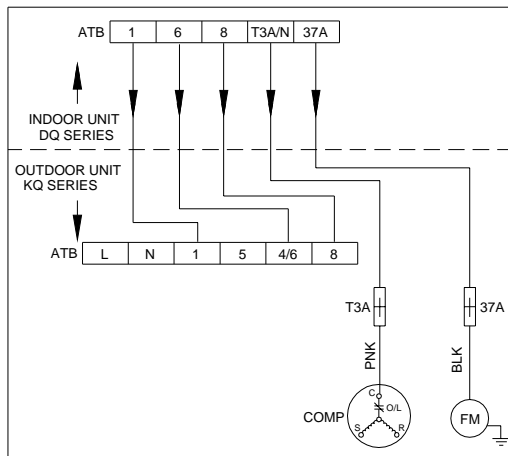 ATB 1 6 8 T3A/N 37A
INDOOR UNIT
DQ SERIES
OUTDOOR UNIT
KQ SERIES
ATB L N 1 5 4/6 8
T3A 37A
PNK BLK
C
O/L
COMP S R FM